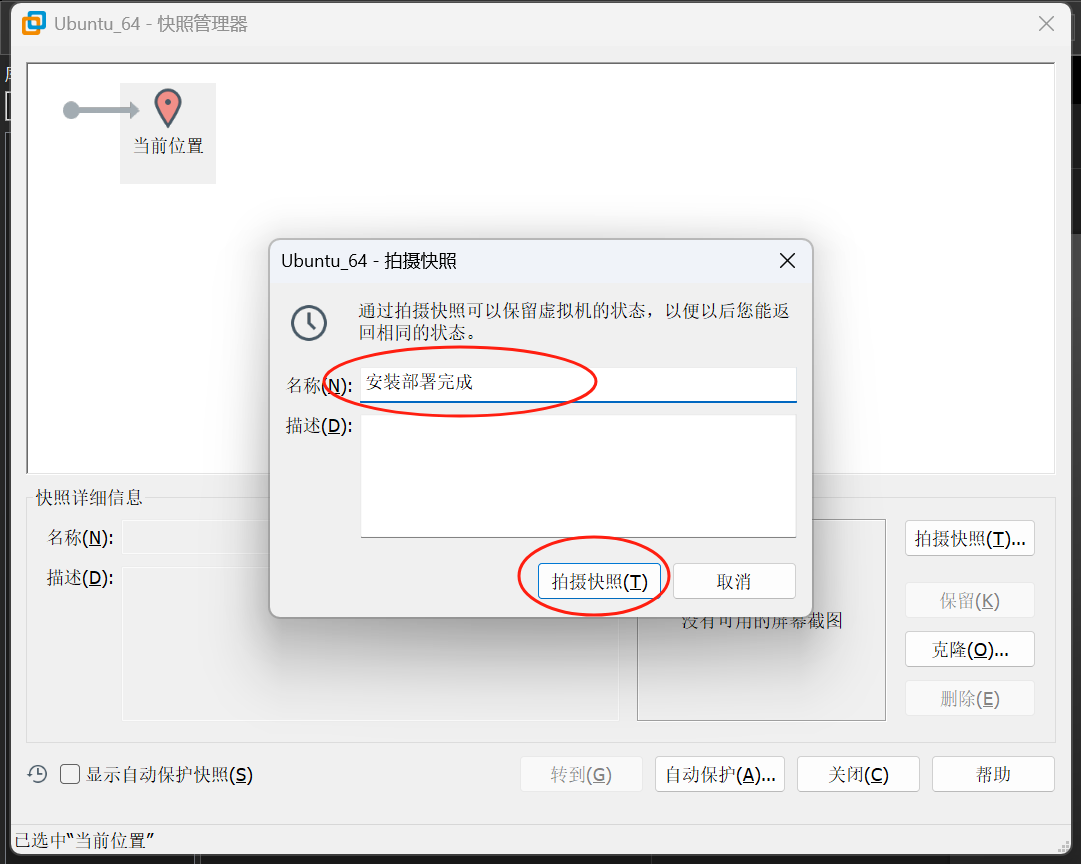 Ubuntu_64 - 快照管理器
当前位置
Ubuntu_64 - 拍摄快照
通过拍摄快照可以保留虚拟机的状态，以便以后您能返
回相同的状态。
名称(N): 安装部署完成
描述(D):
拍摄快照(T) 取消
快照详细信息
名称(N):
描述(D):
没有可用的屏幕截图
拍摄快照(T)...
保留(K)
克隆(O)...
删除(E)
显示自动保护快照(S)
转到(G) 自动保护(A)... 关闭(C) 帮助
已选中“当前位置”